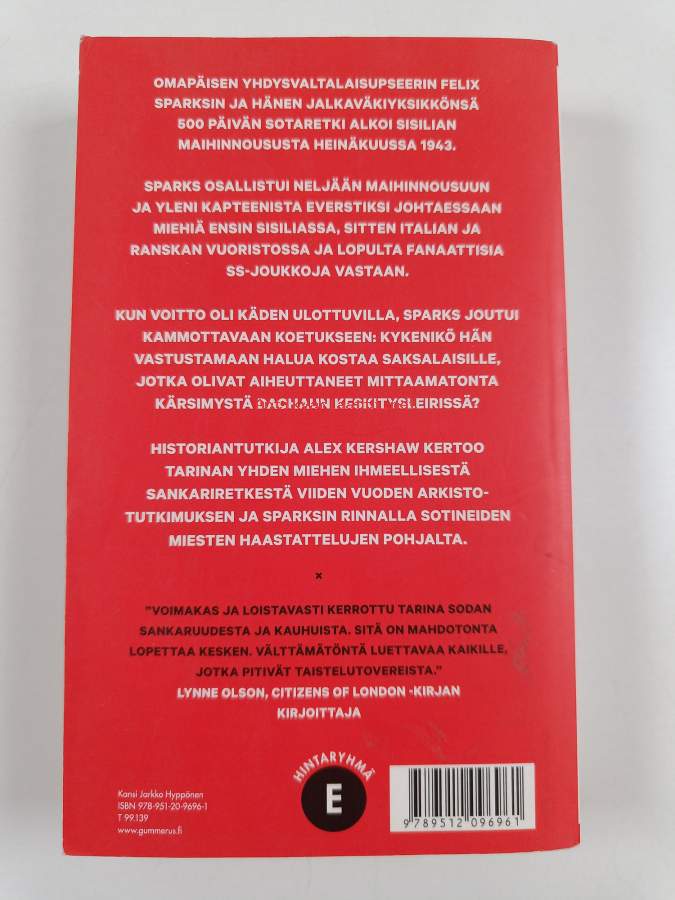 OMAPÄISEN YHDYSVALTALAISUPSEERIN FELIX
SPARKSIN JA HÄNEN JALKAVÄKIYKSIKKÖNSÄ
500 PÄIVÄN SOTARETKI ALKOI SISILIAN
MAIHINNOUSUSTA HEINÄKUUSSA 1943.
SPARKS OSALLISTUI NELJÄÄN MAIHINNOUSUUN
JA YLENI KAPTEENISTA EVERSTIKSI JOHTAESSAAN
MIEHIÄ ENSIN SISILIASSA, SITTEN ITALIAN JA
RANSKAN VUORISTOSSA JA LOPULTA FANAATTISIA
SS-JOUKKOJA VASTAAN.
KUN VOITTO OLI KÄDEN ULOTTUVILLA, SPARKS JOUTUI
KAMMOTTAVAAN KOETUKSEEN: KYKENIKÖ HÄN
VASTUSTAMAAN HALUA KOSTAA SAKSALAISILLE,
JOTKA OLIVAT AIHEUTTANEET MITTAAMATONTA
KÄRSIMYSTÄ DACHAUN KESKITYSLEIRISSÄ?
HISTORIANTUTKIJA ALEX KERSHAW KERTOO
TARINAN YHDEN MIEHEN IHMEELLISESTÄ
SANKARIRETKESTÄ VIIDEN VUODEN ARKISTO-
TUTKIMUKSEN JA SPARKSIN RINNALLA SOTINEIDEN
MIESTEN HAASTATTELUJEN POHJALTA.
×
"VOIMAKAS JA LOISTAVASTI KERROTTU TARINA SODAN
SANKARUUDESTA JA KAUHUISTA. SITÄ ON MAHDOTONTA
LOPETTAA KESKEN. VÄLTTÄMÄTÖNTÄ LUETTAVAA KAIKILLE,
JOTKA PITIVÄT TAISTELUTOVEREISTA."
LYNNE OLSON, CITIZENS OF LONDON -KIRJAN
KIRJOITTAJA
HINTARYHMÄ
E
Kansi Jarkko Hyppönen
ISBN 978-951-20-9696-1
T 99.139
www.gummerus.fi
9 789512 096961